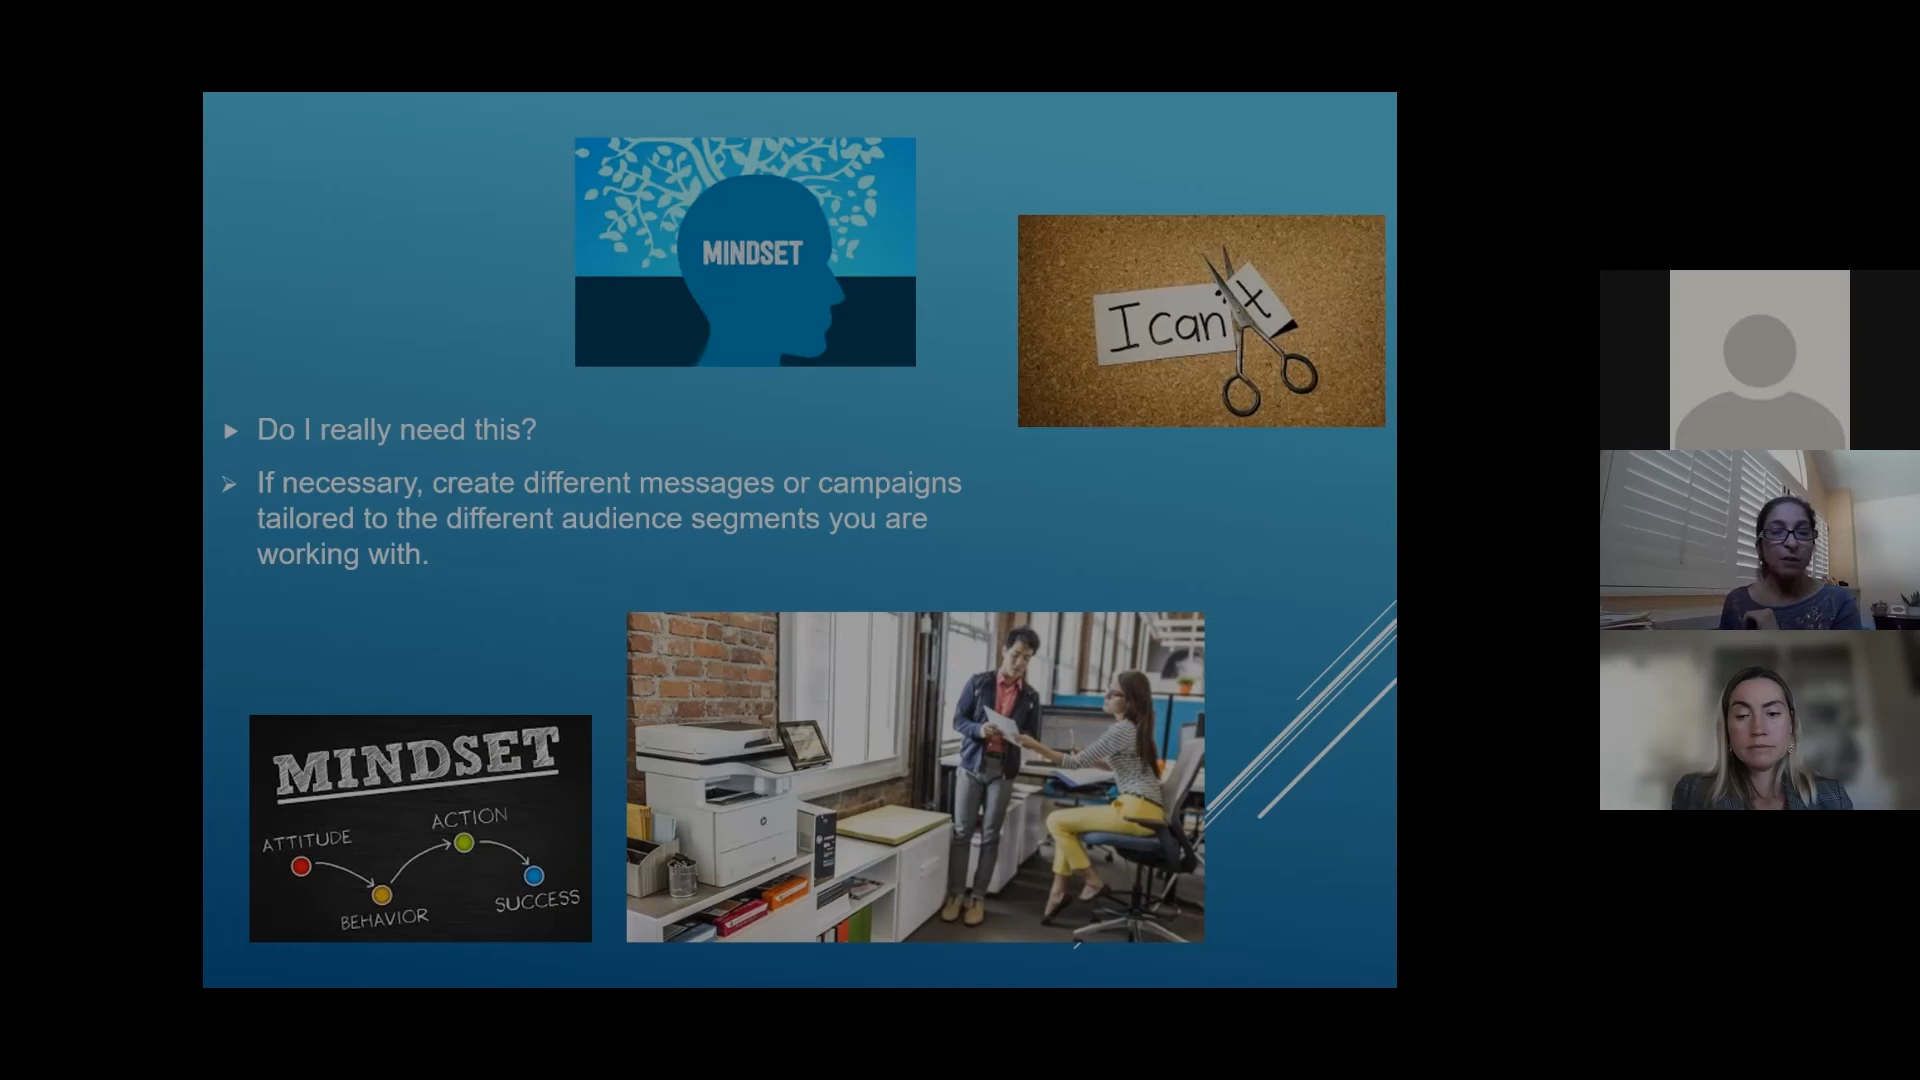 MINDSET
I can't
Do I really need this?
If necessary, create different messages or campaigns
tailored to the different audience segments you are
working with.
MINDSET
ATTITUDE
ACTION
BEHAVIOR
SUCCESS
hp